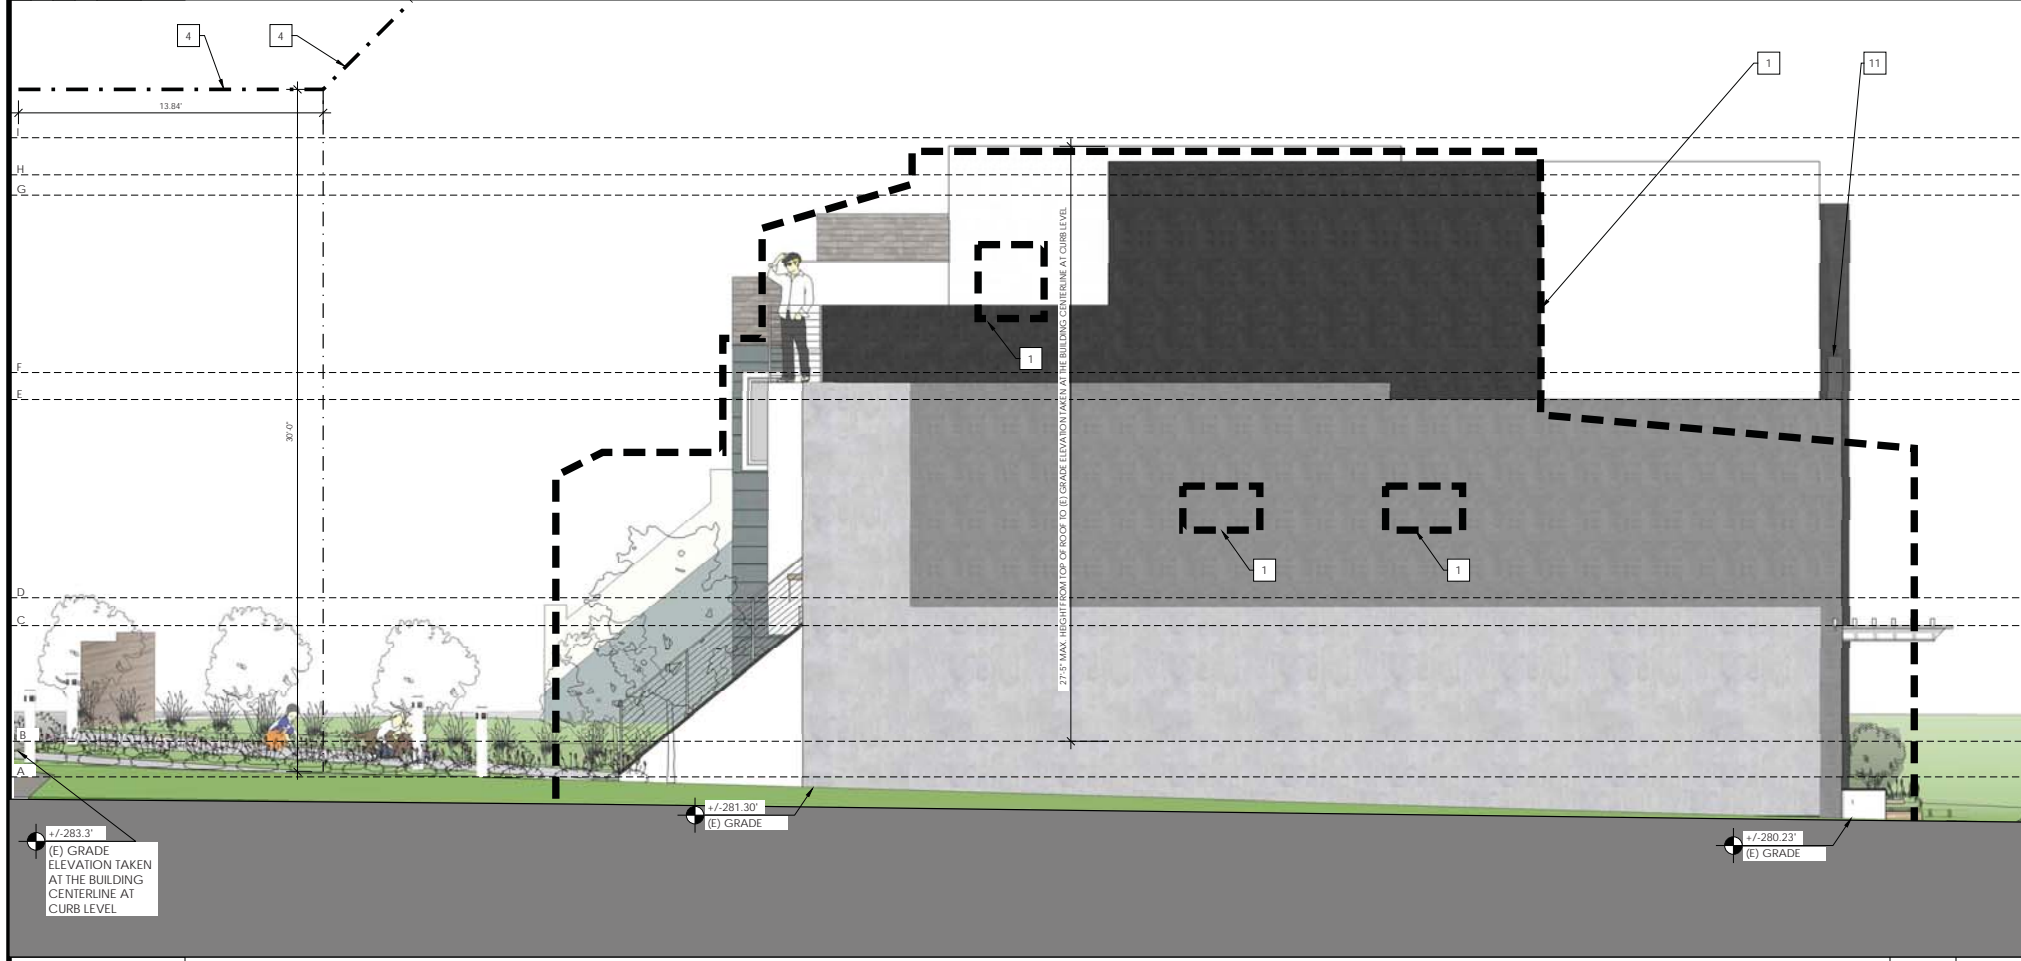 4
4
1
11
13.84'
I
H
G
27'-5" MAX. HEIGHT FROM TOP OF ROOF TO (E) GRADE ELEVATION TAKEN AT THE BUILDING CENTERLINE AT CURB LEVEL
1
F
E
30'-0"
1
1
D
C
B
A
+/-281.30'
(E) GRADE
+/-283.3'
(E) GRADE
ELEVATION TAKEN
AT THE BUILDING
CENTERLINE AT
CURB LEVEL
+/-280.23'
(E) GRADE